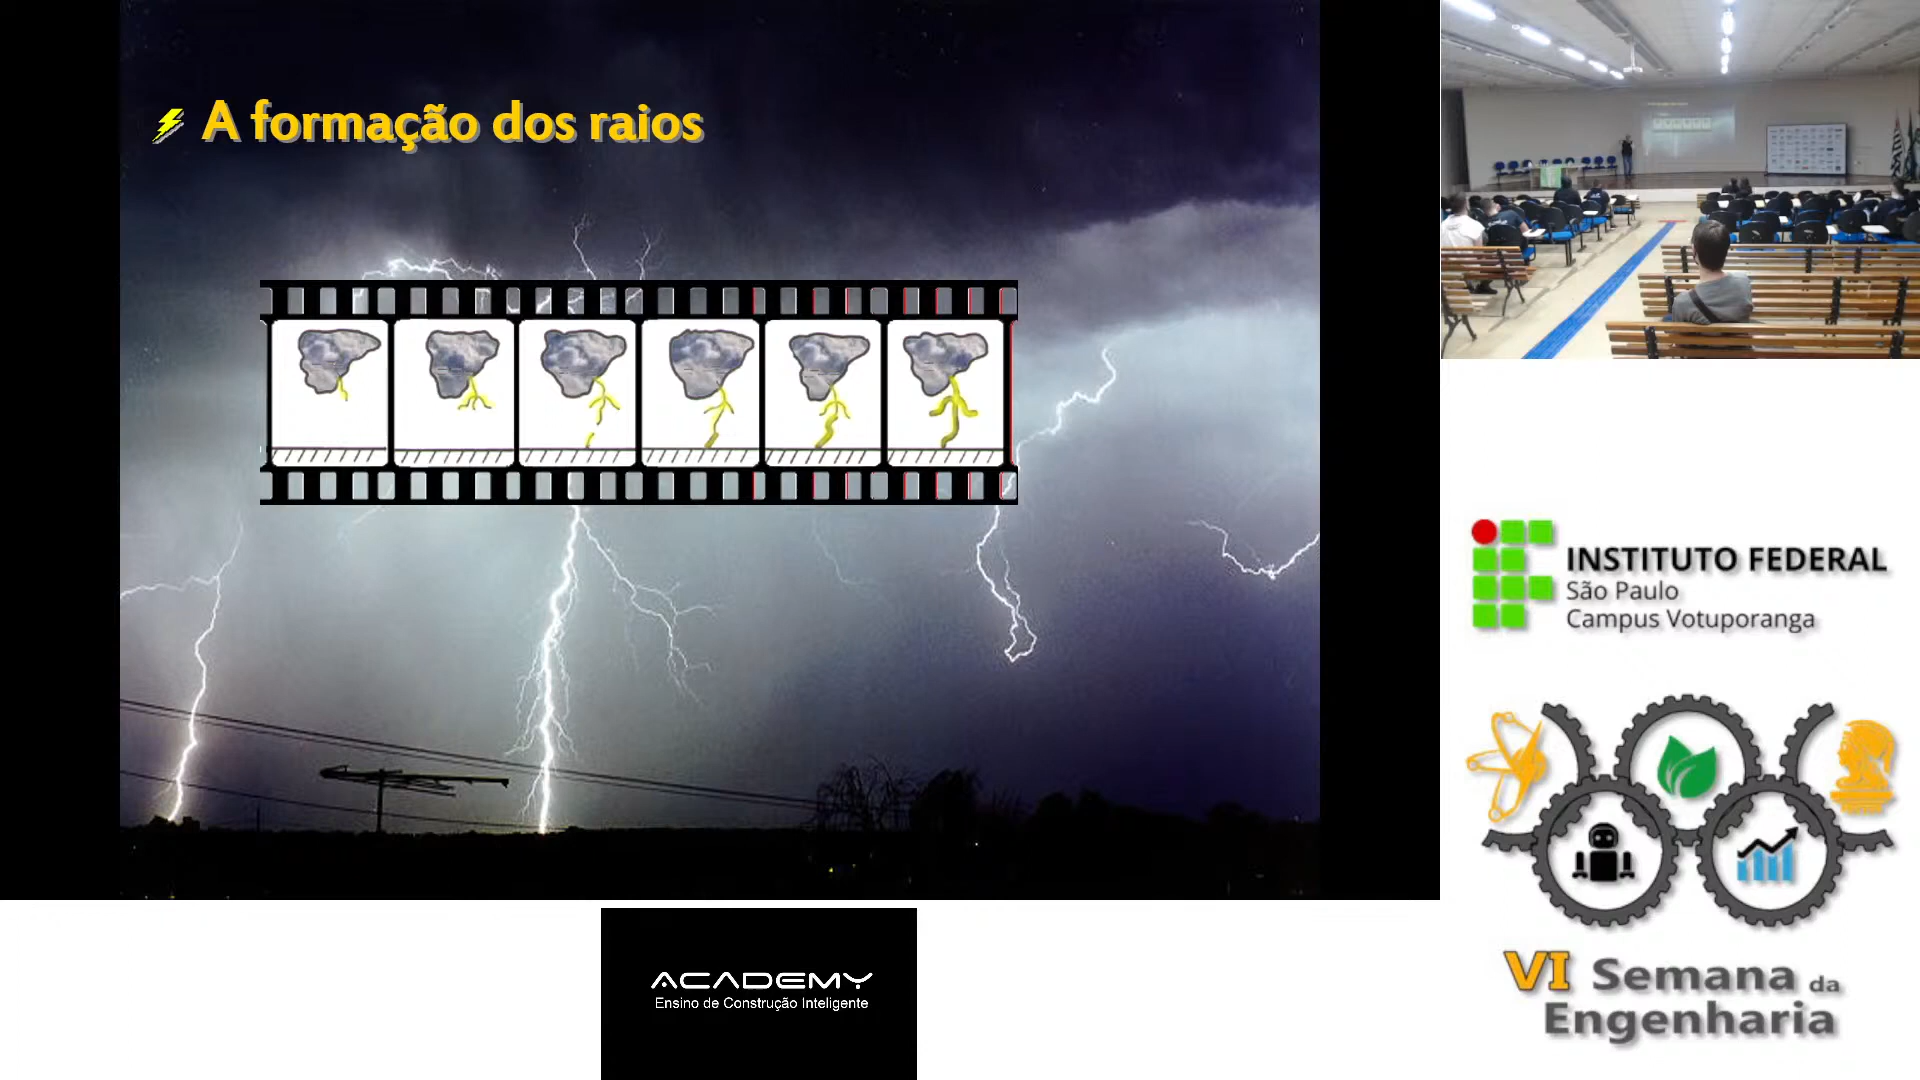 A formação dos raios
INSTITUTO FEDERAL
São Paulo
Campus Votuporanga
ACADEMY
Ensino de Construção Inteligente
VI Semana da
Engenharia